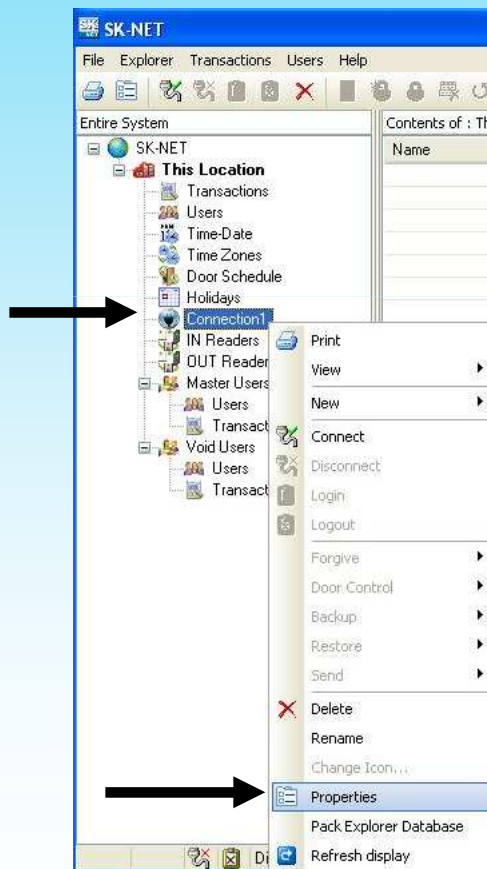 SK-NET
File Explorer Transactions Users Help
Entire System
Contents of : Th
Name
SK-NET
This Location
Transactions
Users
Time-Date
Time Zones
Door Schedule
Holidays
Connection1
IN Readers
OUT Reader
Master Users
Users
Transact
Void Users
Users
Transact
Print
View
New
Connect
Disconnect
Login
Logout
Forgive
Door Control
Backup
Restore
Send
Delete
Rename
Change Icon...
Properties
Pack Explorer Database
Refresh display
Di